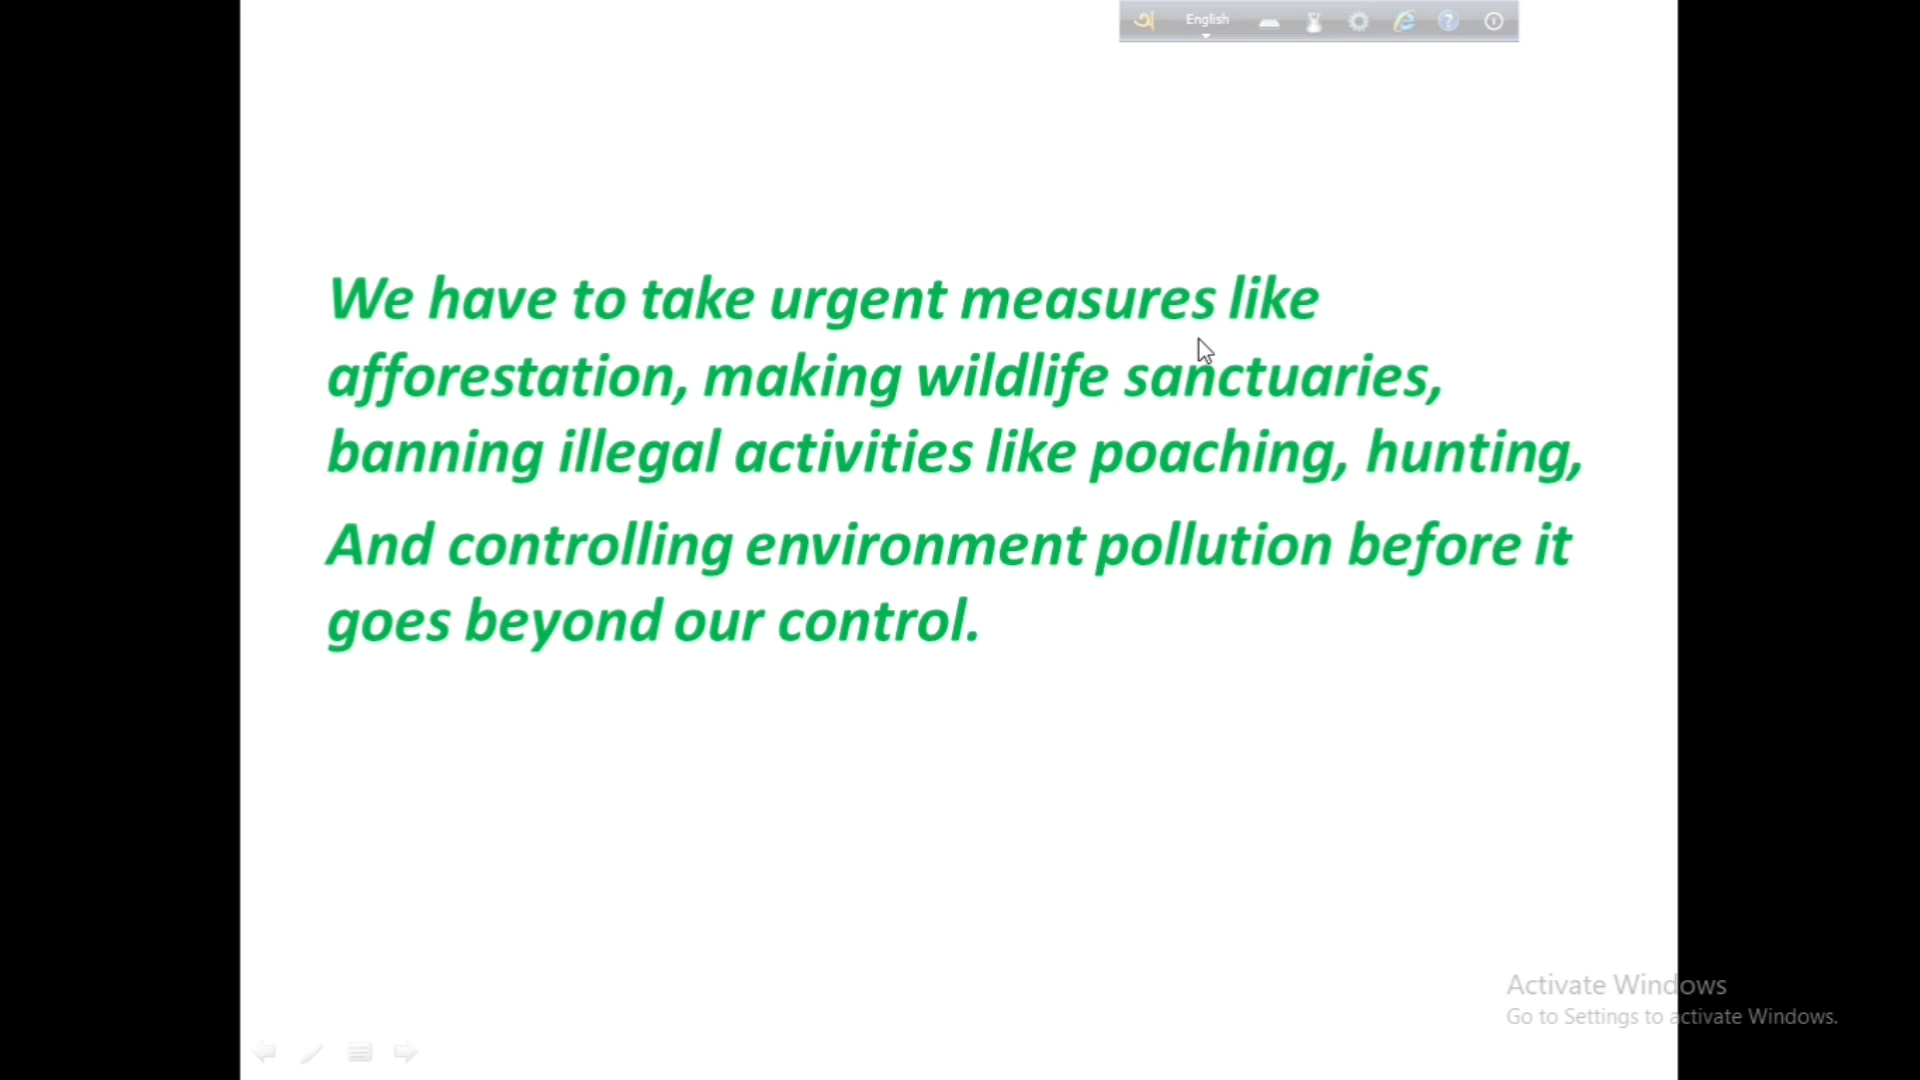 English
We have to take urgent measures like
afforestation, making wildlife sanctuaries,
banning illegal activities like poaching, hunting,
And controlling environment pollution before it
goes beyond our control.
Activate Windows
Go to Settings to activate Windows.